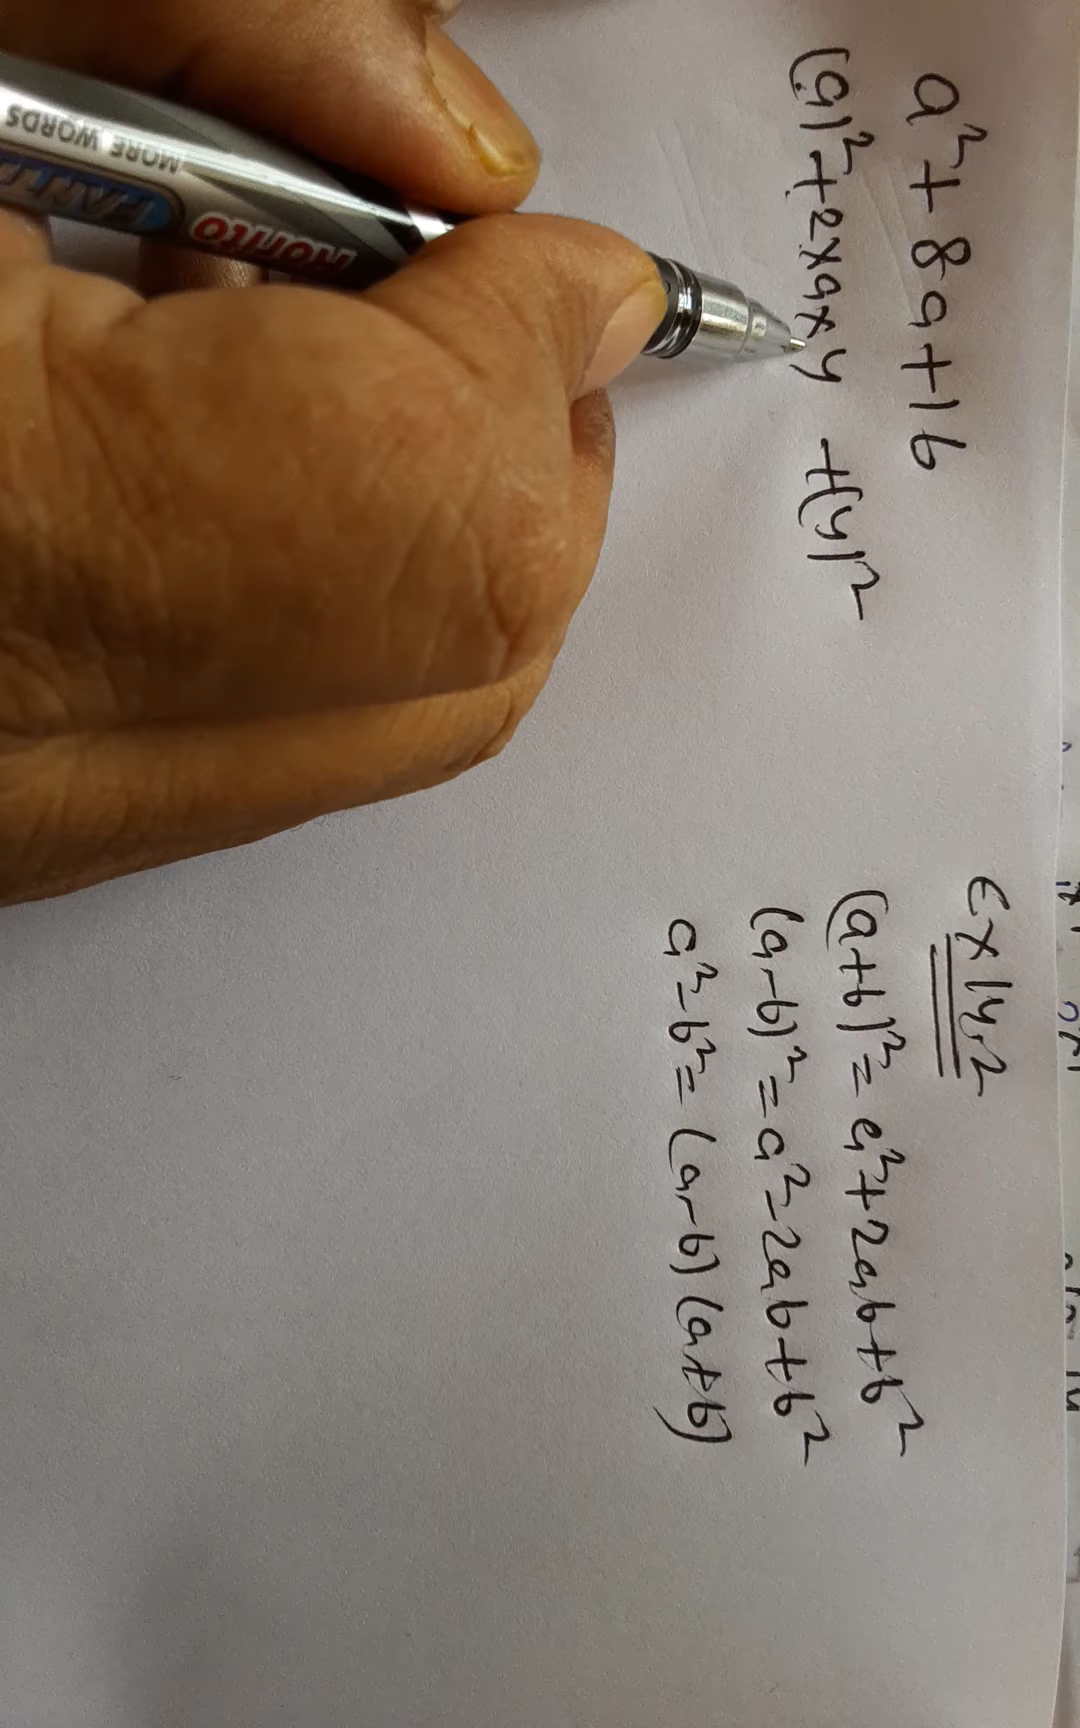 a²+8a+16
(a)²+2×a×4 +(4)²
Ex 14.2
(a+b)²= a²+2ab+b²
(a-b)²=a²-2ab+b²
a²-b²=(a-b)(a+b)
Rorito
MORE WORDS